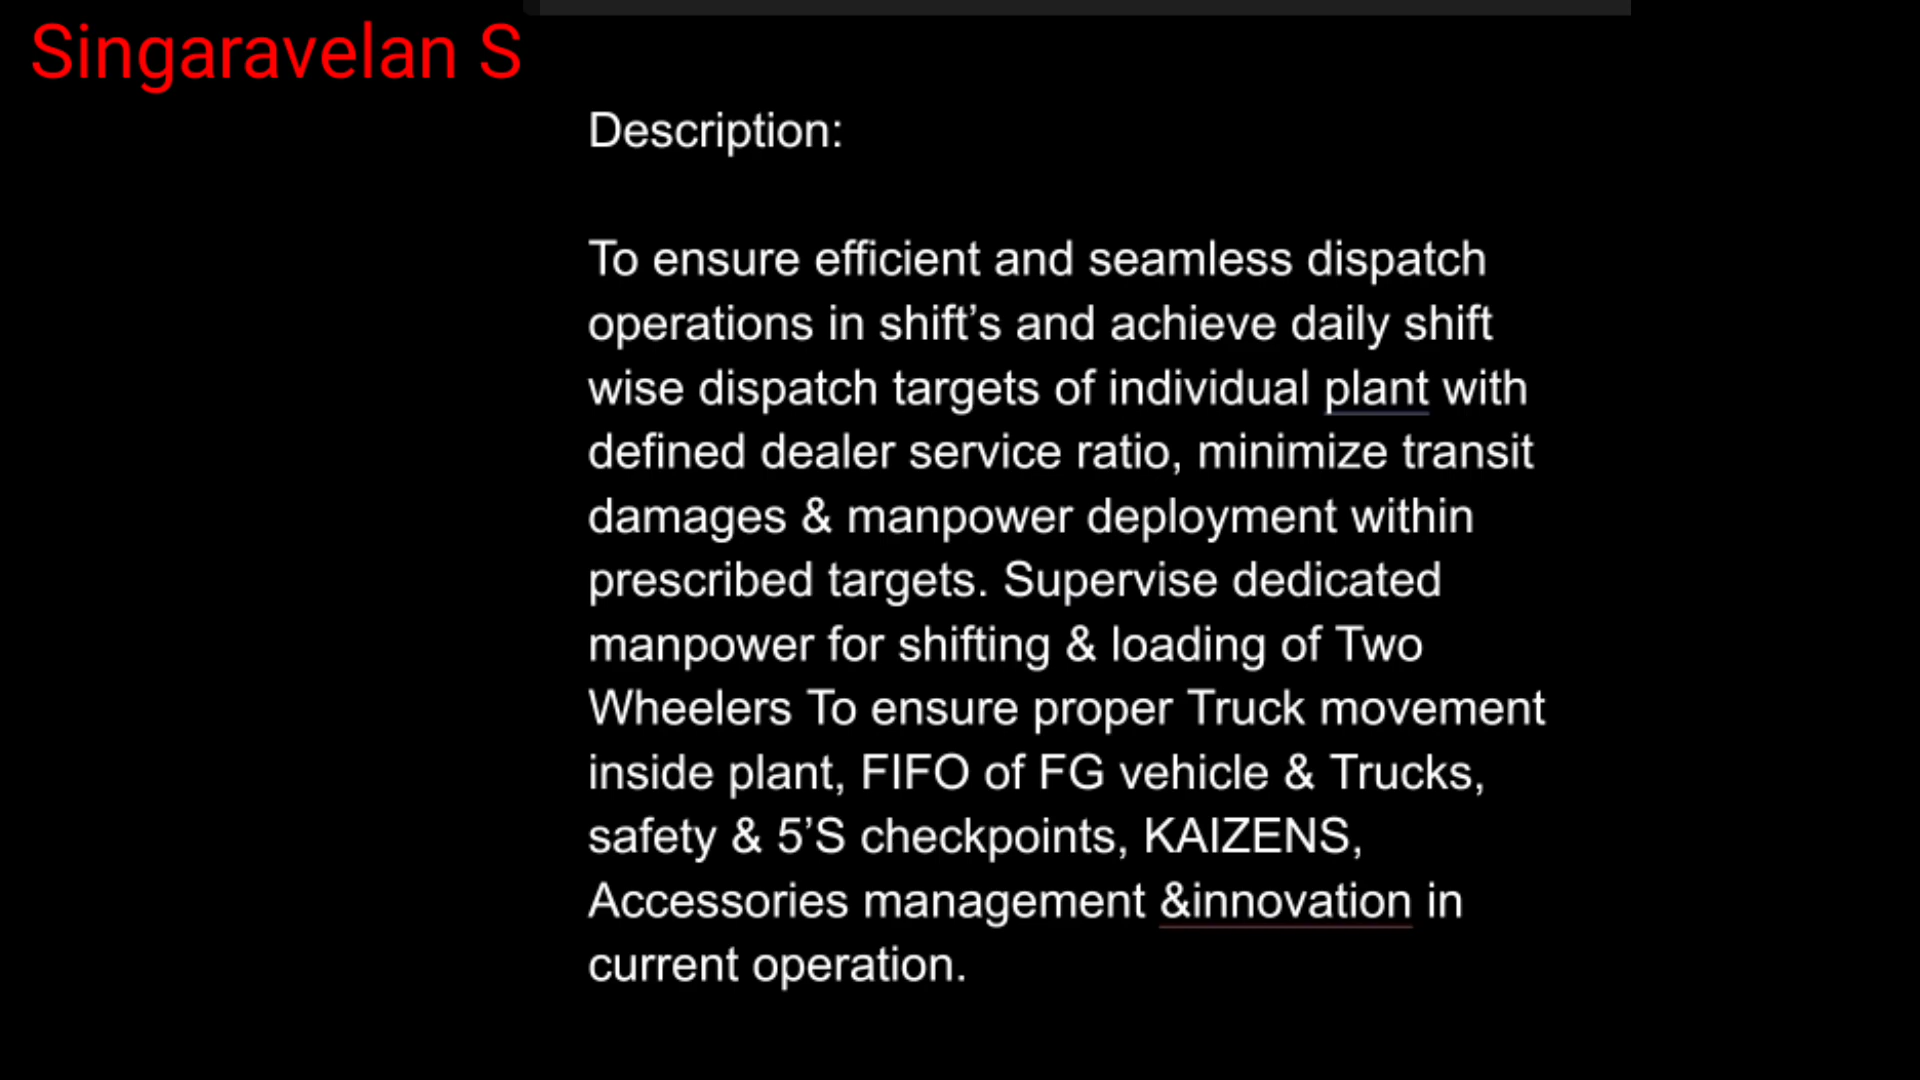 Singaravelan S
Description:
To ensure efficient and seamless dispatch
operations in shift’s and achieve daily shift
wise dispatch targets of individual plant with
defined dealer service ratio, minimize transit
damages & manpower deployment within
prescribed targets. Supervise dedicated
manpower for shifting & loading of Two
Wheelers To ensure proper Truck movement
inside plant, FIFO of FG vehicle & Trucks,
safety & 5’S checkpoints, KAIZENS,
Accessories management &innovation in
current operation.